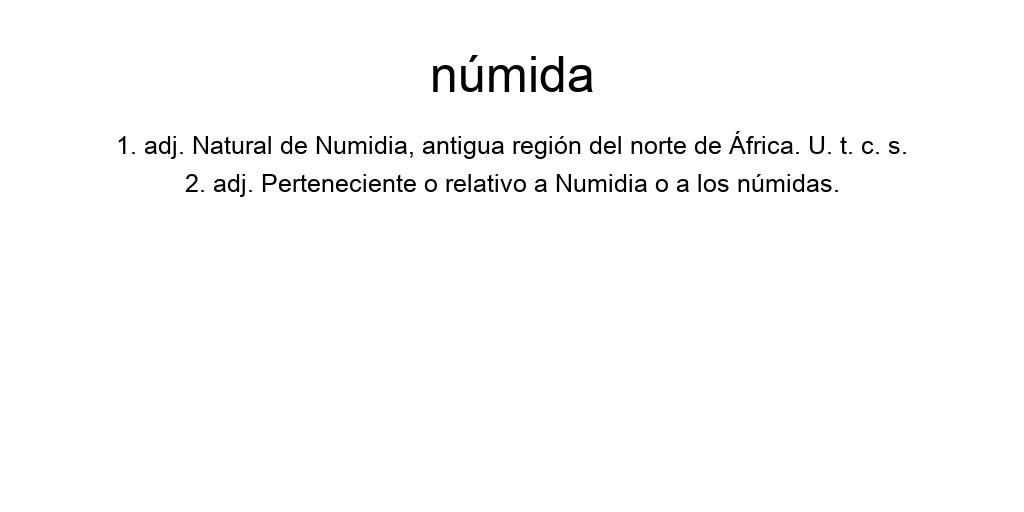 númida
1. adj. Natural de Numidia, antigua región del norte de África. U. t. c. s.
2. adj. Perteneciente o relativo a Numidia o a los númidas.